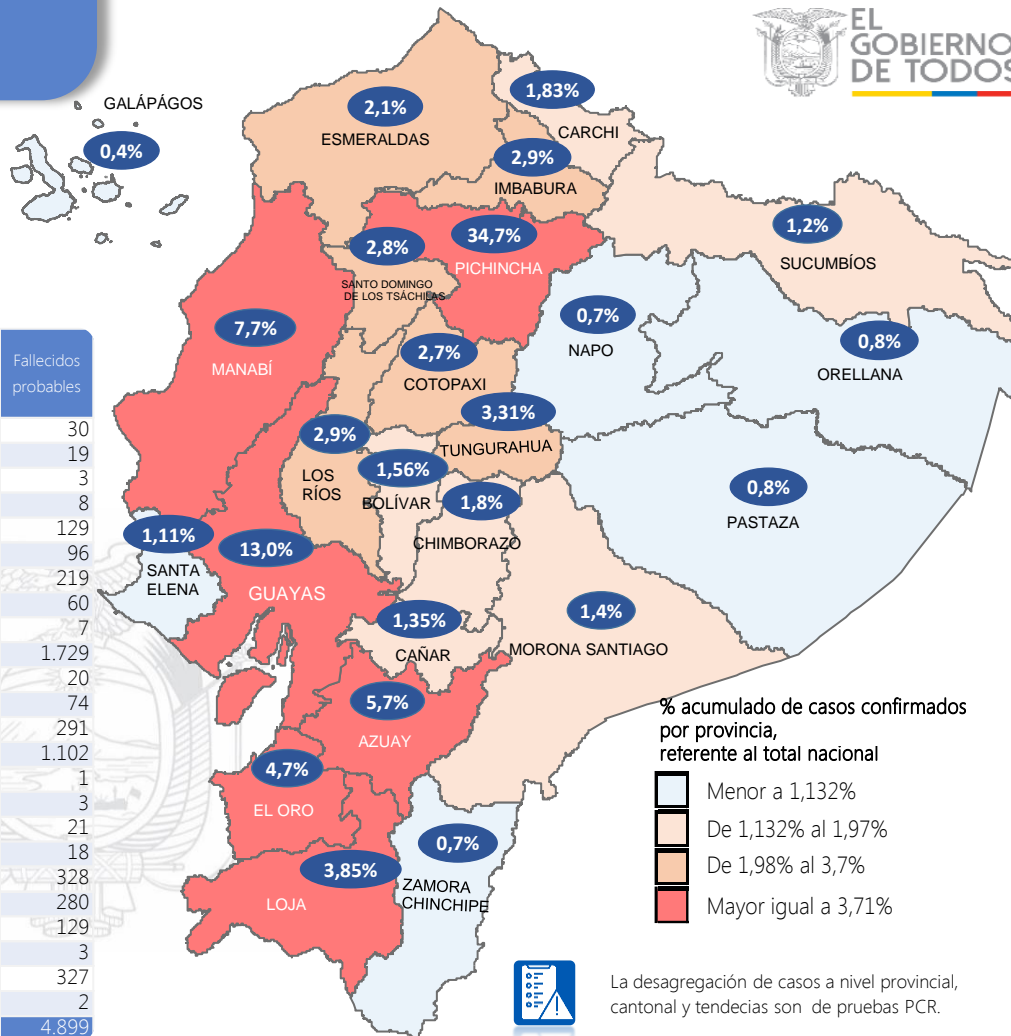 EL
GOBIERNO
DE TODOS
GALÁPÁGOS
0,4%
2,1%
ESMERALDAS
1,83%
CARCHI
2,9%
IMBABURA
1,2%
SUCUMBÍOS
2,8%
SANTO DOMINGO
DE LOS TSÁCHILAS
34,7%
PICHINCHA
7,7%
MANABÍ
0,7%
NAPO
0,8%
ORELLANA
2,7%
COTOPAXI
3,31%
TUNGURAHUA
2,9%
LOS
RÍOS
1,56%
BOLÍVAR
1,8%
CHIMBORAZO
0,8%
PASTAZA
1,11%
SANTA
ELENA
13,0%
GUAYAS
1,35%
CAÑAR
1,4%
MORONA SANTIAGO
5,7%
AZUAY
4,7%
EL ORO
3,85%
LOJA
0,7%
ZAMORA
CHINCHIPE
Fallecidos
probables
30
19
3
8
129
96
219
60
7
1.729
20
74
291
1.102
1
3
21
18
328
280
129
3
327
2
4.899
% acumulado de casos confirmados
por provincia,
referente al total nacional
Menor a 1,132%
De 1,132% al 1,97%
De 1,98% al 3,7%
Mayor igual a 3,71%
La desagregación de casos a nivel provincial,
cantonal y tendecias son de pruebas PCR.